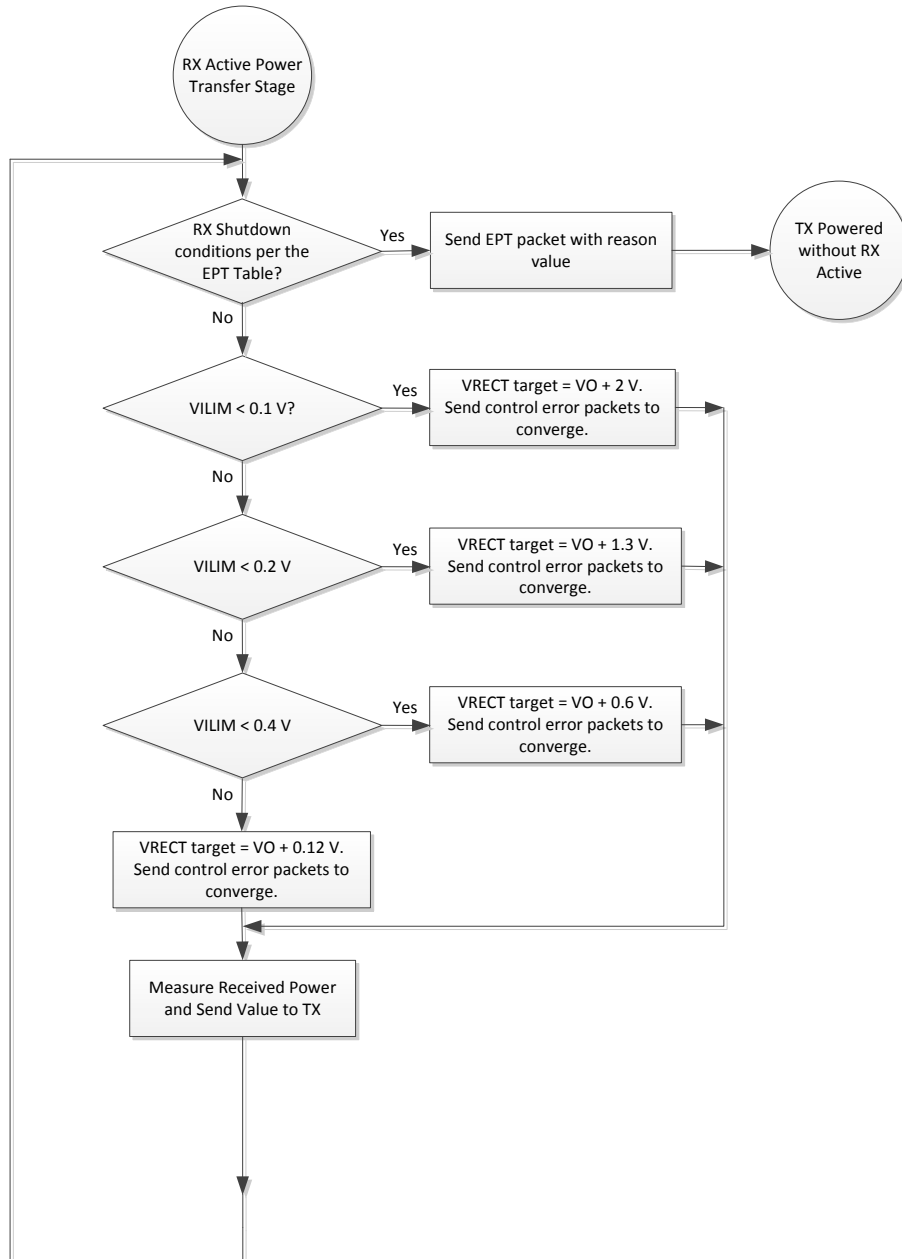 RX Active Power
Transfer Stage
RX Shutdown
conditions per the
EPT Table?
Yes
Send EPT packet with reason
value
TX Powered
without RX
Active
No
VILIM < 0.1 V?
Yes
VRECT target = VO + 2 V.
Send control error packets to
converge.
No
VILIM < 0.2 V
Yes
VRECT target = VO + 1.3 V.
Send control error packets to
converge.
No
VILIM < 0.4 V
Yes
VRECT target = VO + 0.6 V.
Send control error packets to
converge.
No
VRECT target = VO + 0.12 V.
Send control error packets to
converge.
Measure Received Power
and Send Value to TX